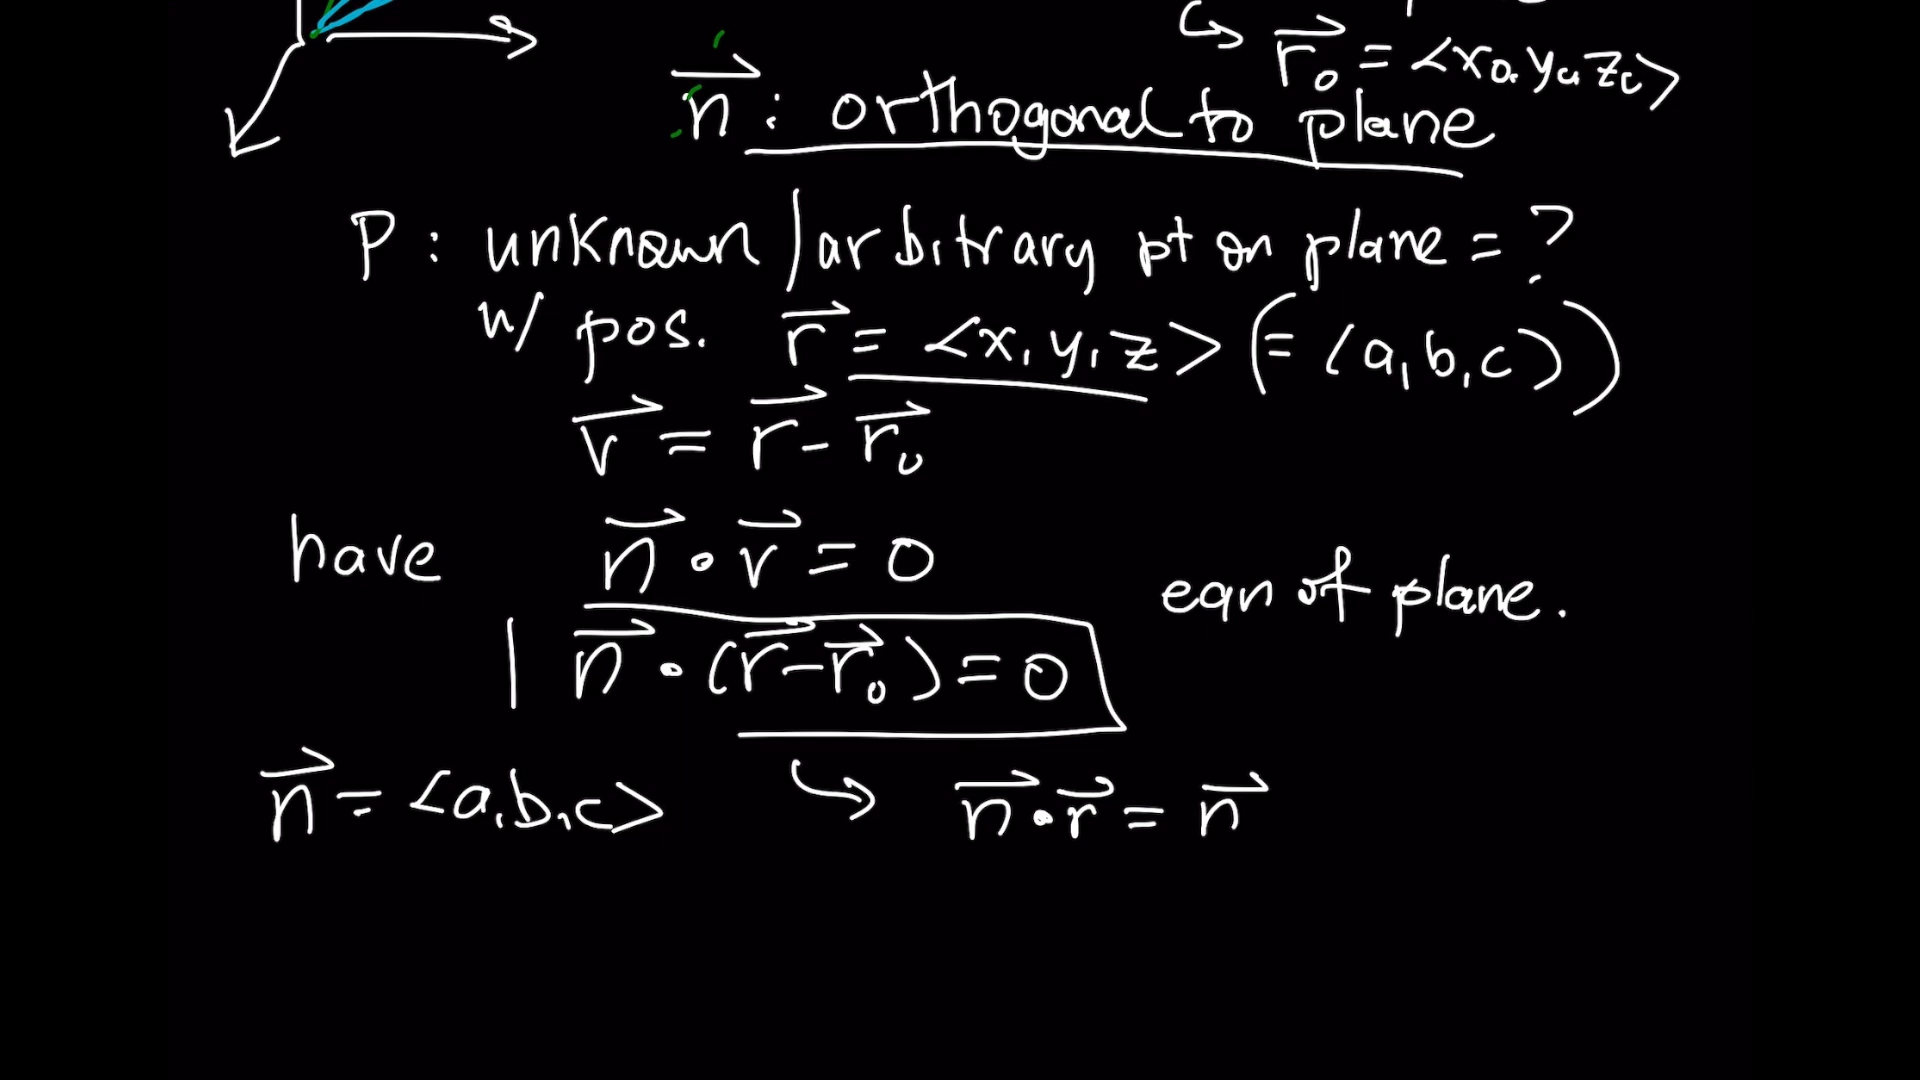 r⃗₀ = <x₀, y₀, z₀>
n⃗ : orthogonal to plane
P : unknown / arbitrary pt on plane = ?
w/ pos. r⃗ = <x, y, z> (= (a, b, c))
v⃗ = r⃗ - r⃗₀
have n⃗ • v⃗ = 0
eqn of plane.
n⃗ • (r⃗ - r⃗₀) = 0
n⃗ = <a, b, c> ↪ n⃗ • r⃗ = n⃗